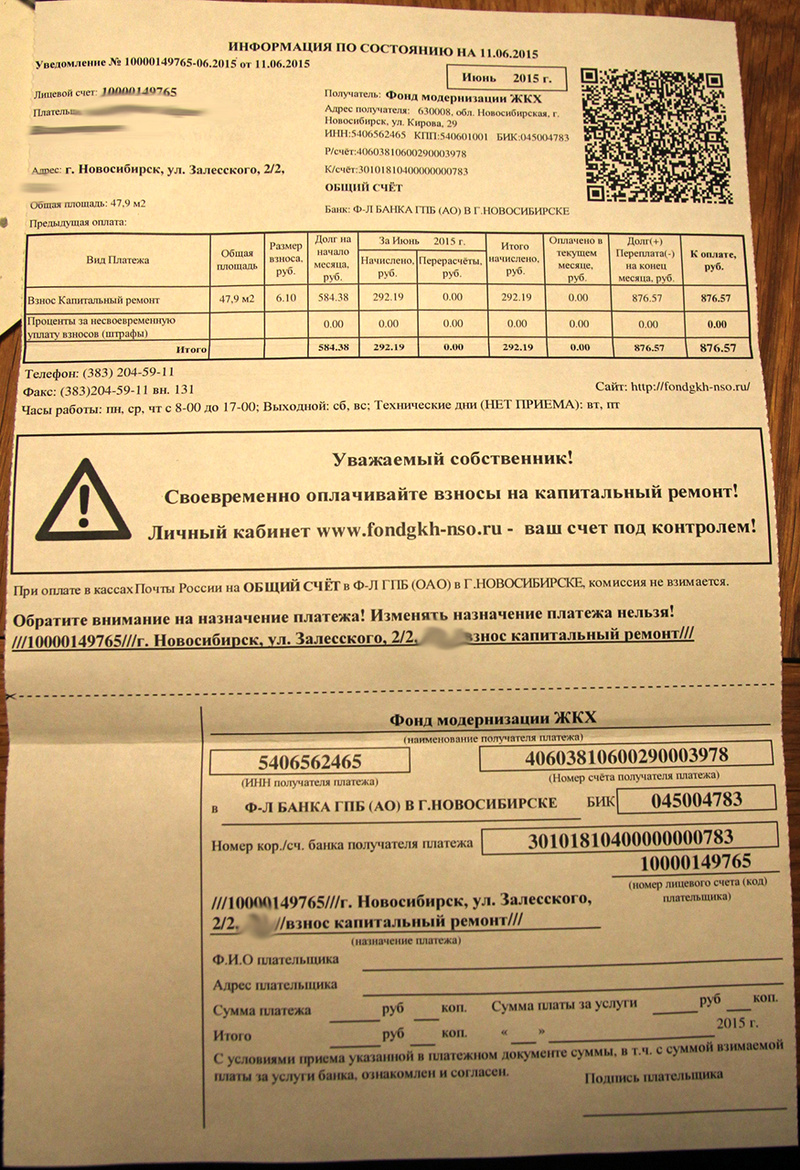 ИНФОРМАЦИЯ ПО СОСТОЯНИЮ НА 11.06.2015
Уведомление № 10000149765-06.2015 от 11.06.2015
Июнь 2015 г.
Лицевой счет: 10000149765
Плательщ
Получатель: Фонд модернизации ЖКХ
Адрес получателя: 630008, обл. Новосибирская, г.
Новосибирск, ул. Кирова, 29
ИНН:5406562465 КПП:540601001 БИК:045004783
Р/счёт:40603810600290003978
К/счёт:30101810400000000783
ОБЩИЙ СЧЁТ
Банк: Ф-Л БАНКА ГПБ (АО) В Г.НОВОСИБИРСКЕ
Адрес: г. Новосибирск, ул. Залесского, 2/2,
Общая площадь: 47,9 м2
Предыдущая оплата:
Вид Платежа | Общая площадь | Размер взноса, руб. | Долг на начало месяца, руб. | За Июнь 2015 г. | Начислено, руб. | Перерасчёты, руб. | Итого начислено, руб. | Оплачено в текущем месяце, руб. | Долг(+) Переплата(-) на конец месяца, руб. | К оплате, руб.
Взнос Капитальный ремонт | 47,9 м2 | 6.10 | 584.38 | 292.19 | 0.00 | 292.19 | 0.00 | 876.57 | 876.57
Проценты за несвоевременную уплату взносов (штрафы) | 0.00 | 0.00 | 0.00 | 0.00 | 0.00 | 0.00 | 0.00
Итого | 584.38 | 292.19 | 0.00 | 292.19 | 0.00 | 876.57 | 876.57
Телефон: (383) 204-59-11
Факс: (383)204-59-11 вн. 131
Сайт: http://fondgkh-nso.ru/
Часы работы: пн, ср, чт с 8-00 до 17-00; Выходной: сб, вс; Технические дни (НЕТ ПРИЕМА): вт, пт
Уважаемый собственник!
Своевременно оплачивайте взносы на капитальный ремонт!
Личный кабинет www.fondgkh-nso.ru - ваш счет под контролем!
При оплате в кассахПочты России на ОБЩИЙ СЧЁТ в Ф-Л ГПБ (ОАО) в Г.НОВОСИБИРСКЕ, комиссия не взимается.
Обратите внимание на назначение платежа! Изменять назначение платежа нельзя!
///10000149765///г. Новосибирск, ул. Залесского, 2/2, взнос капитальный ремонт///
Фонд модернизации ЖКХ
(наименование получателя платежа)
5406562465 40603810600290003978
(ИНН получателя платежа) (Номер счёта получателя платежа)
в Ф-Л БАНКА ГПБ (АО) В Г.НОВОСИБИРСКЕ БИК 045004783
Номер кор./сч. банка получателя платежа 30101810400000000783
10000149765
(номер лицевого счета (код) плательщика)
///10000149765///г. Новосибирск, ул. Залесского,
2/2, //взнос капитальный ремонт///
(назначение платежа)
Ф.И.О плательщика
Адрес плательщика
Сумма платежа руб коп. Сумма платы за услуги руб коп.
Итого руб коп. « » 2015 г.
С условиями приема указанной в платежном документе суммы, в т.ч. с суммой взимаемой
платы за услуги банка, ознакомлен и согласен. Подпись плательщика